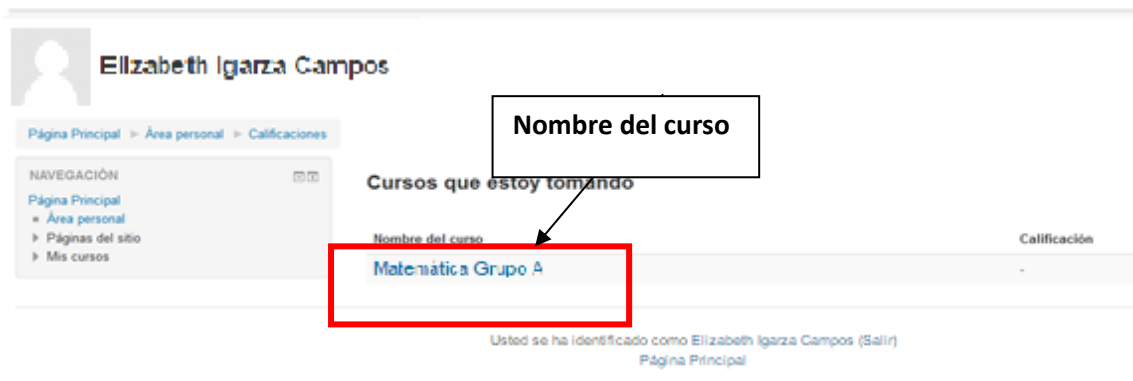 Elizabeth Igarza Campos
Nombre del curso
Página Principal ▶ Área personal ▶ Calificaciones
NAVEGACIÓN
Página Principal
Área personal
Páginas del sitio
Mis cursos
Cursos que estoy tomando
Nombre del curso Calificación
Matemática Grupo A -
Usted se ha identificado como Elizabeth Igarza Campos (Salir)
Página Principal